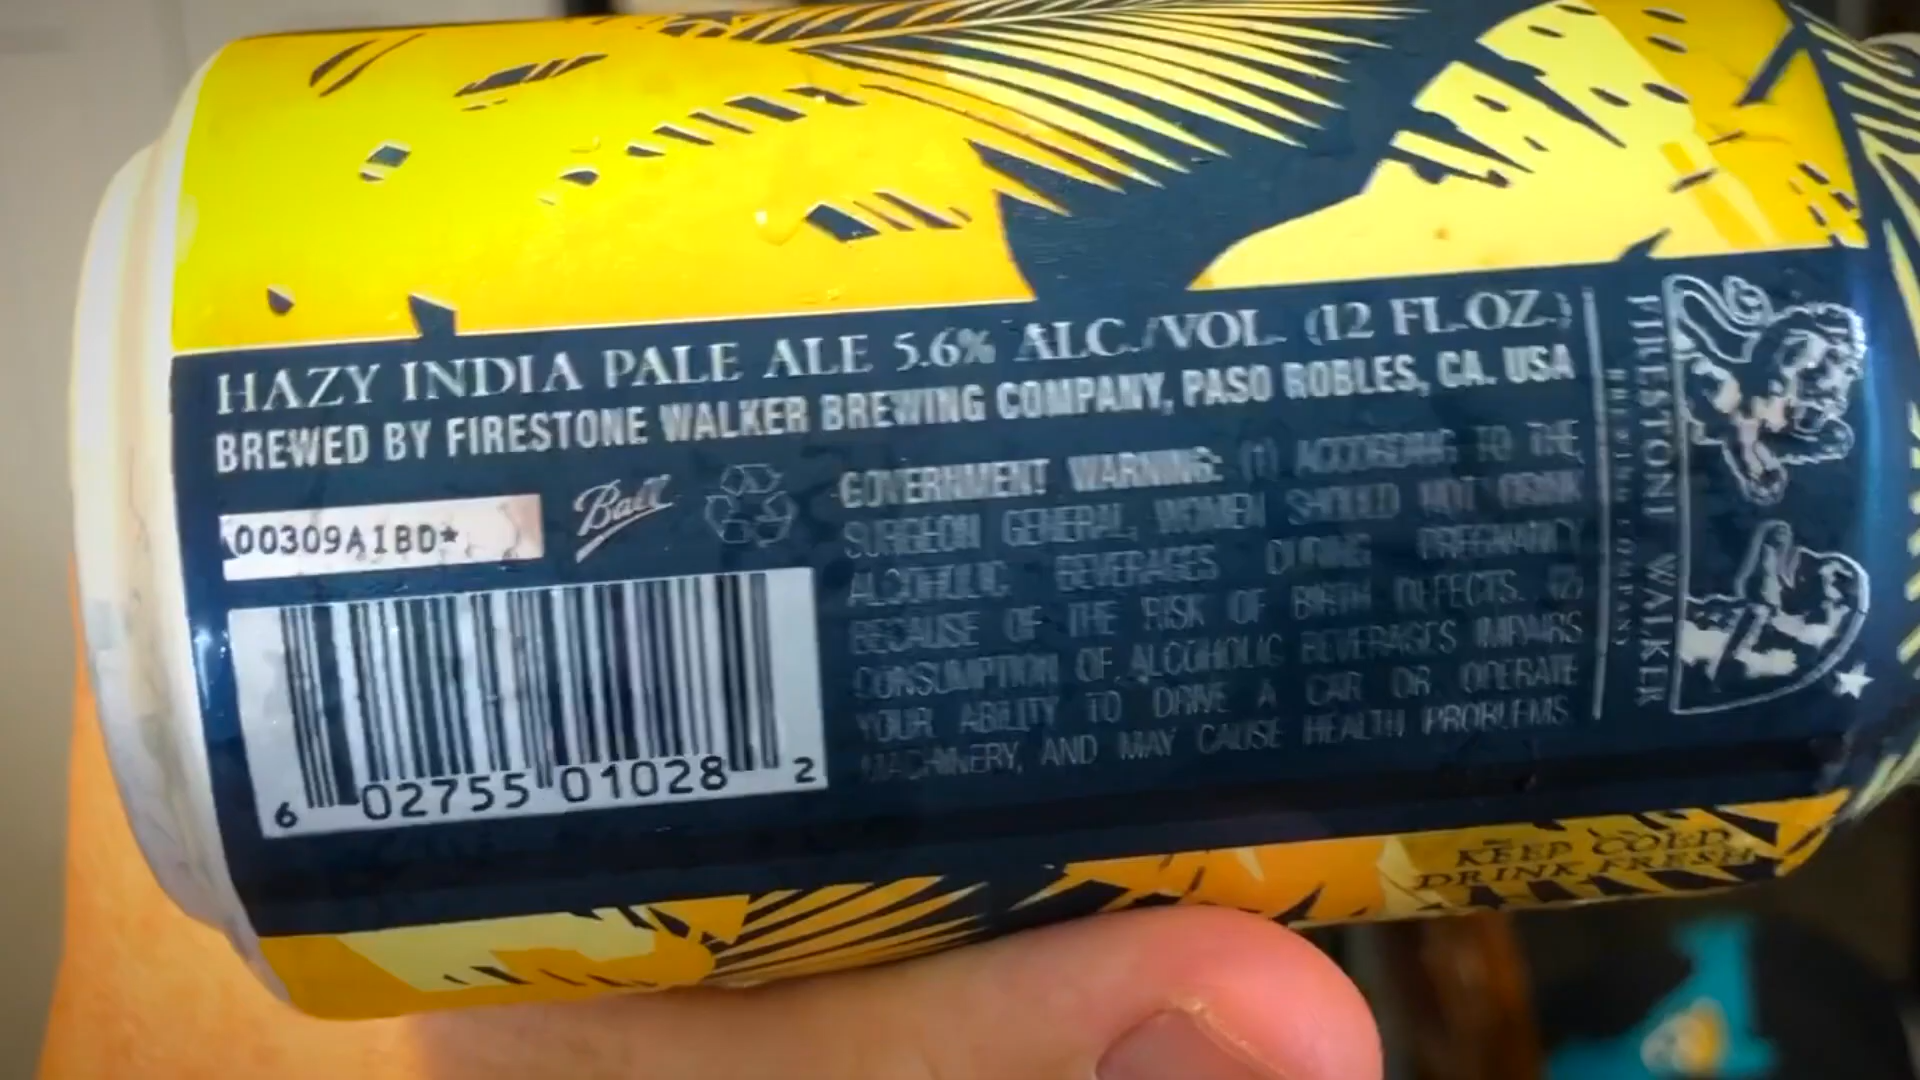 HAZY INDIA PALE ALE 5.6% ALC./VOL. (12 FL.OZ.)
BREWED BY FIRESTONE WALKER BREWING COMPANY, PASO ROBLES, CA. USA
00309A1BD*
Ball
GOVERNMENT WARNING: (1) ACCORDING TO THE
SURGEON GENERAL, WOMEN SHOULD NOT DRINK
ALCOHOLIC BEVERAGES DURING PREGNANCY
BECAUSE OF THE RISK OF BIRTH DEFECTS. (2)
CONSUMPTION OF ALCOHOLIC BEVERAGES IMPAIRS
YOUR ABILITY TO DRIVE A CAR OR OPERATE
MACHINERY, AND MAY CAUSE HEALTH PROBLEMS.
6 02755 01028 2
FIRESTONE WALKER
BREWING COMPANY
KEEP COLD
DRINK FRESH